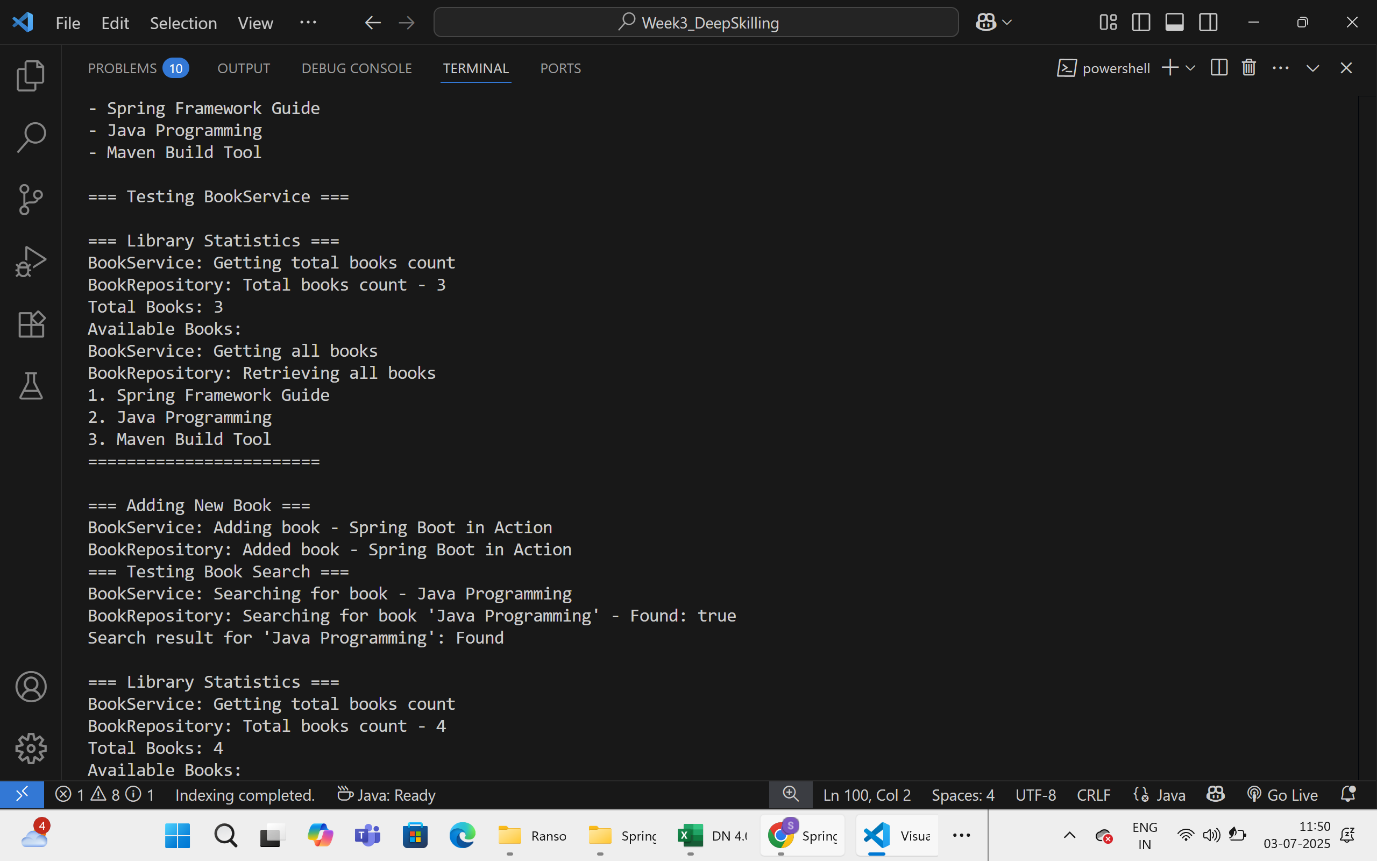 File Edit Selection View ... Week3_DeepSkilling
PROBLEMS 10 OUTPUT DEBUG CONSOLE TERMINAL PORTS powershell
- Spring Framework Guide
- Java Programming
- Maven Build Tool
=== Testing BookService ===
=== Library Statistics ===
BookService: Getting total books count
BookRepository: Total books count - 3
Total Books: 3
Available Books:
BookService: Getting all books
BookRepository: Retrieving all books
1. Spring Framework Guide
2. Java Programming
3. Maven Build Tool
========================
=== Adding New Book ===
BookService: Adding book - Spring Boot in Action
BookRepository: Added book - Spring Boot in Action
=== Testing Book Search ===
BookService: Searching for book - Java Programming
BookRepository: Searching for book 'Java Programming' - Found: true
Search result for 'Java Programming': Found
=== Library Statistics ===
BookService: Getting total books count
BookRepository: Total books count - 4
Total Books: 4
Available Books:
1 8 1 Indexing completed. Java: Ready Ln 100, Col 2 Spaces: 4 UTF-8 CRLF Java Go Live
4 Ranso Spring DN 4.0 S Spring Visua ENG 11:50
IN 03-07-2025